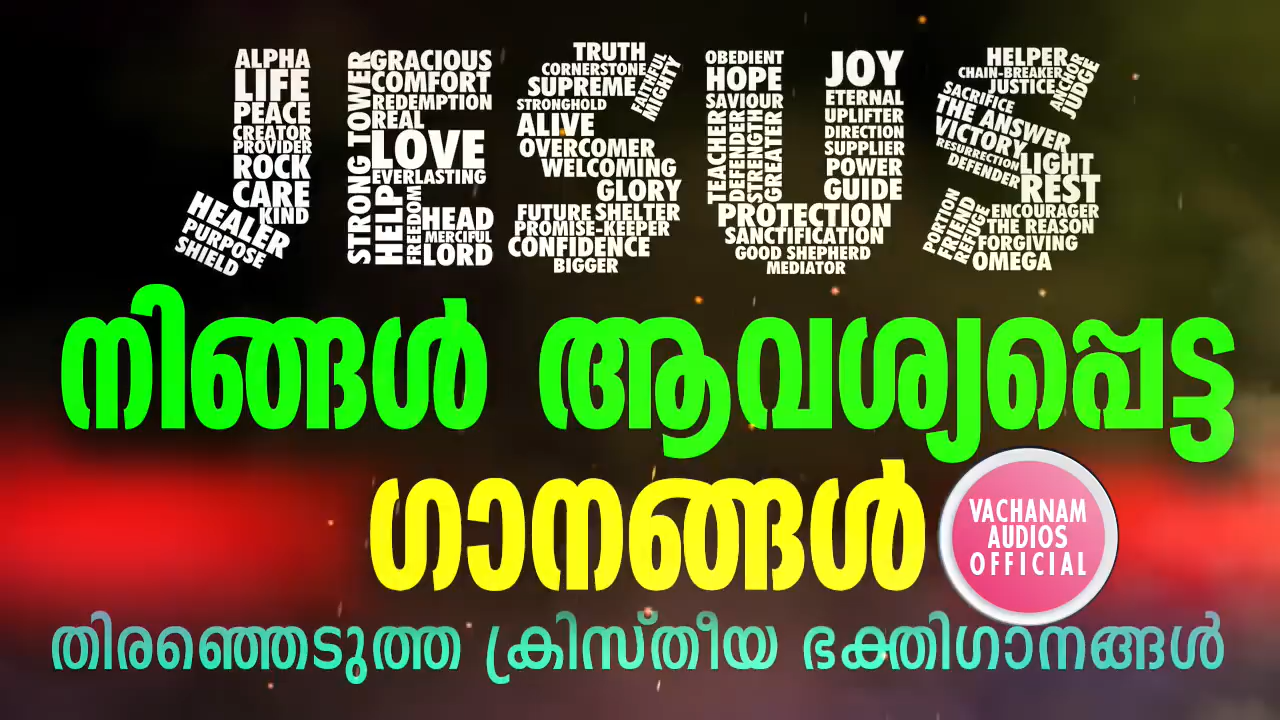 ALPHA
LIFE
PEACE
CREATOR
PROVIDER
ROCK
CARE
KIND
HEALER
PURPOSE
SHIELD
STRONG TOWER
GRACIOUS
COMFORT
REDEMPTION
REAL
LOVE
EVERLASTING
HELP
FREEDOM
HEAD
MERCIFUL
LORD
TRUTH
CORNERSTONE
SUPREME
FAITHFUL
MIGHTY
STRONGHOLD
ALIVE
OVERCOMER
WELCOMING
GLORY
FUTURE SHELTER
PROMISE-KEEPER
CONFIDENCE
BIGGER
OBEDIENT
HOPE
SAVIOUR
TEACHER
DEFENDER
STRENGTH
GREATER
JOY
ETERNAL
UPLIFTER
DIRECTION
SUPPLIER
POWER
GUIDE
PROTECTION
SANCTIFICATION
GOOD SHEPHERD
MEDIATOR
HELPER
CHAIN-BREAKER
JUSTICE
ANCHOR
JUDGE
SACRIFICE
THE ANSWER
VICTORY
RESURRECTION
DEFENDER
LIGHT
REST
PORTION
FRIEND
REFUGE
ENCOURAGER
THE REASON
FORGIVING
OMEGA
നിങ്ങൾ ആവശ്യപ്പെട്ട
ഗാനങ്ങൾ
VACHANAM
AUDIOS
OFFICIAL
തിരഞ്ഞെടുത്ത ക്രിസ്തീയ ഭക്തിഗാനങ്ങൾ